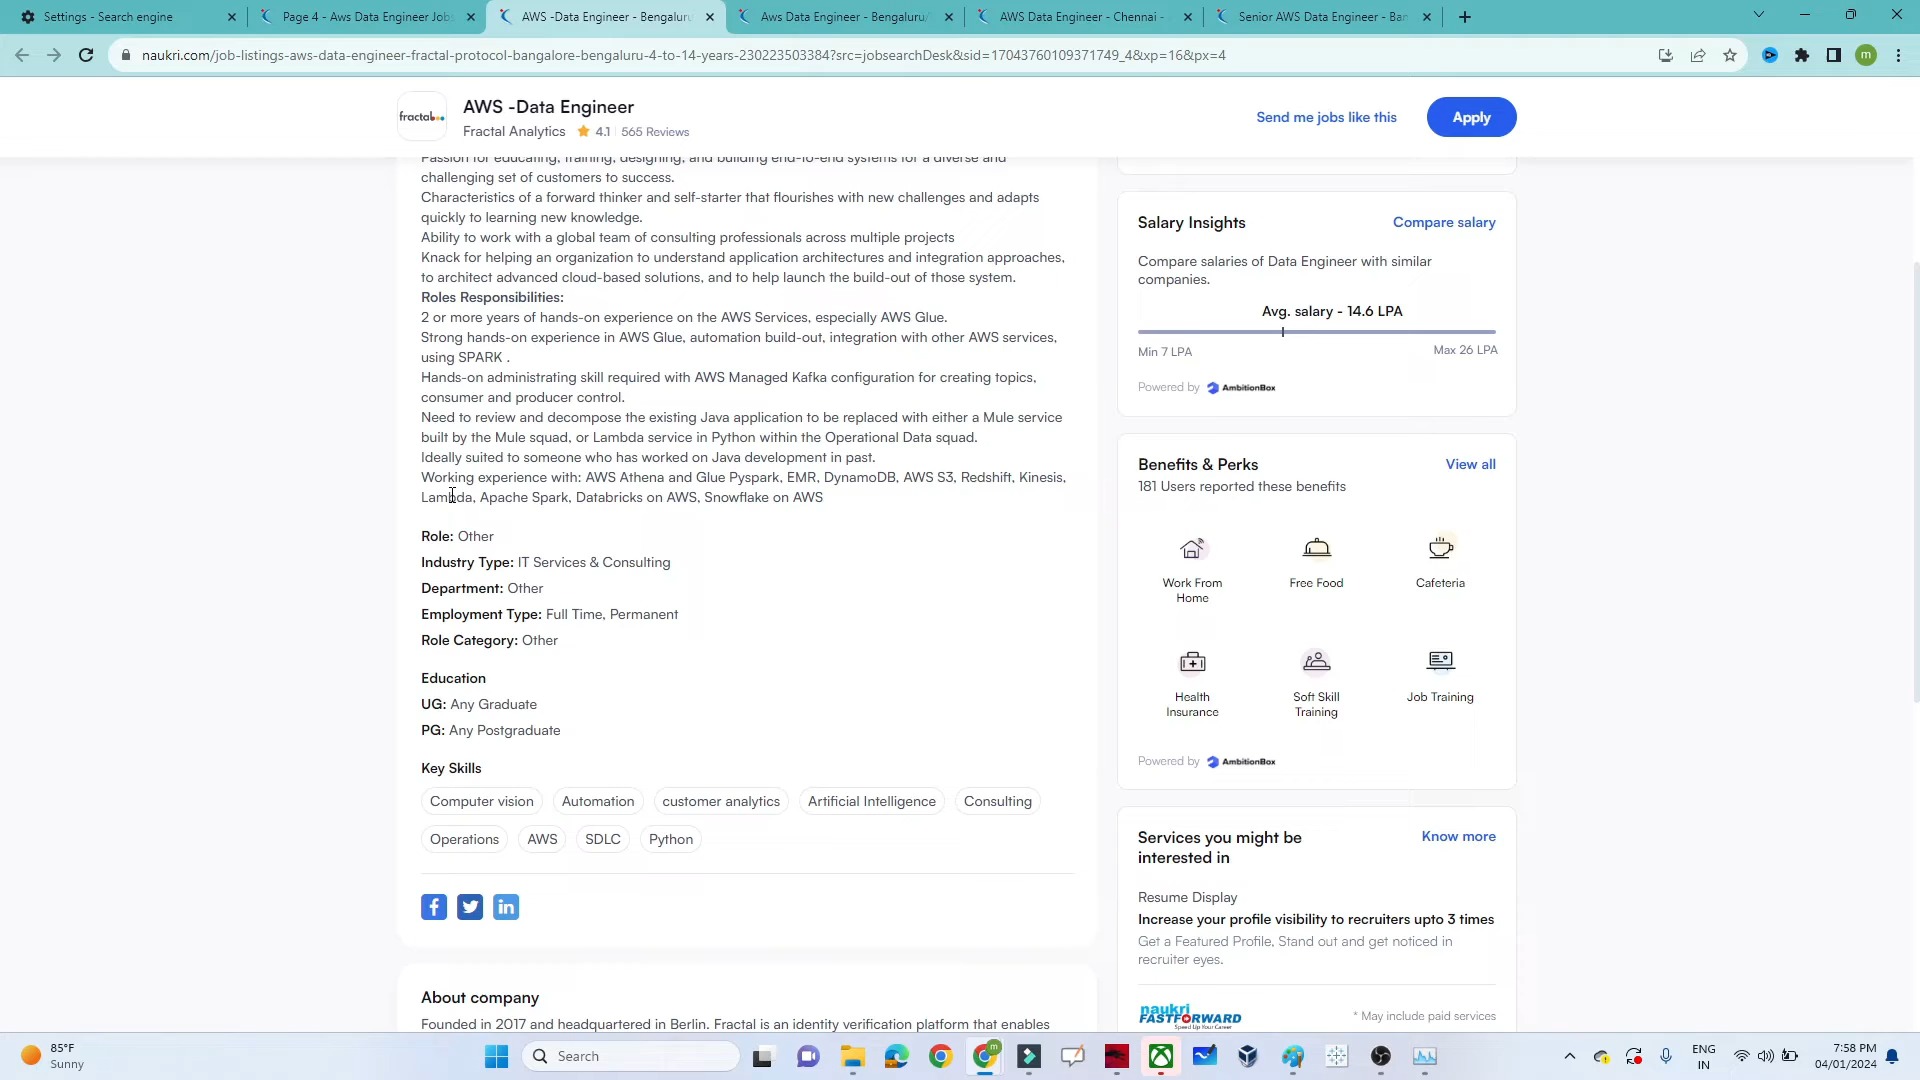 Settings - Search engine
Page 4 - Aws Data Engineer Jobs
AWS -Data Engineer - Bengaluru
Aws Data Engineer - Bengaluru/
AWS Data Engineer - Chennai -
Senior AWS Data Engineer - Ban
naukri.com/job-listings-aws-data-engineer-fractal-protocol-bangalore-bengaluru-4-to-14-years-230223503384?src=jobsearchDesk&sid=17043760109371749_4&xp=16&px=4
m
fractal
AWS -Data Engineer
Fractal Analytics 4.1 565 Reviews
Send me jobs like this
Apply
Passion for educating, training, designing, and building end-to-end systems for a diverse and
challenging set of customers to success.
Characteristics of a forward thinker and self-starter that flourishes with new challenges and adapts
quickly to learning new knowledge.
Ability to work with a global team of consulting professionals across multiple projects
Knack for helping an organization to understand application architectures and integration approaches,
to architect advanced cloud-based solutions, and to help launch the build-out of those system.
Roles Responsibilities:
2 or more years of hands-on experience on the AWS Services, especially AWS Glue.
Strong hands-on experience in AWS Glue, automation build-out, integration with other AWS services,
using SPARK .
Hands-on administrating skill required with AWS Managed Kafka configuration for creating topics,
consumer and producer control.
Need to review and decompose the existing Java application to be replaced with either a Mule service
built by the Mule squad, or Lambda service in Python within the Operational Data squad.
Ideally suited to someone who has worked on Java development in past.
Working experience with: AWS Athena and Glue Pyspark, EMR, DynamoDB, AWS S3, Redshift, Kinesis,
Lambda, Apache Spark, Databricks on AWS, Snowflake on AWS
Role: Other
Industry Type: IT Services & Consulting
Department: Other
Employment Type: Full Time, Permanent
Role Category: Other
Education
UG: Any Graduate
PG: Any Postgraduate
Key Skills
Computer vision Automation customer analytics Artificial Intelligence Consulting
Operations AWS SDLC Python
About company
Founded in 2017 and headquartered in Berlin. Fractal is an identity verification platform that enables
Salary Insights Compare salary
Compare salaries of Data Engineer with similar
companies.
Avg. salary - 14.6 LPA
Min 7 LPA Max 26 LPA
Powered by AmbitionBox
Benefits & Perks View all
181 Users reported these benefits
Work From
Home
Free Food
Cafeteria
Health
Insurance
Soft Skill
Training
Job Training
Powered by AmbitionBox
Services you might be
interested in
Know more
Resume Display
Increase your profile visibility to recruiters upto 3 times
Get a Featured Profile, Stand out and get noticed in
recruiter eyes.
naukri
FASTFORWARD
Speed Up Your Career
* May include paid services
85°F
Sunny
Search
m
ENG
IN
7:58 PM
04/01/2024